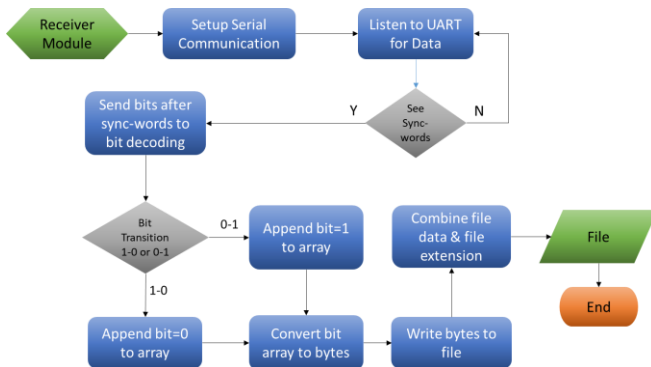 Receiver
Module
Setup Serial
Communication
Listen to UART
for Data
Send bits after
sync-words to
bit decoding
Y
See
Sync-
words
N
Bit
Transition
1-0 or 0-1
0-1
Append bit=1
to array
Combine file
data & file
extension
File
1-0
End
Append bit=0
to array
Convert bit
array to bytes
Write bytes to
file